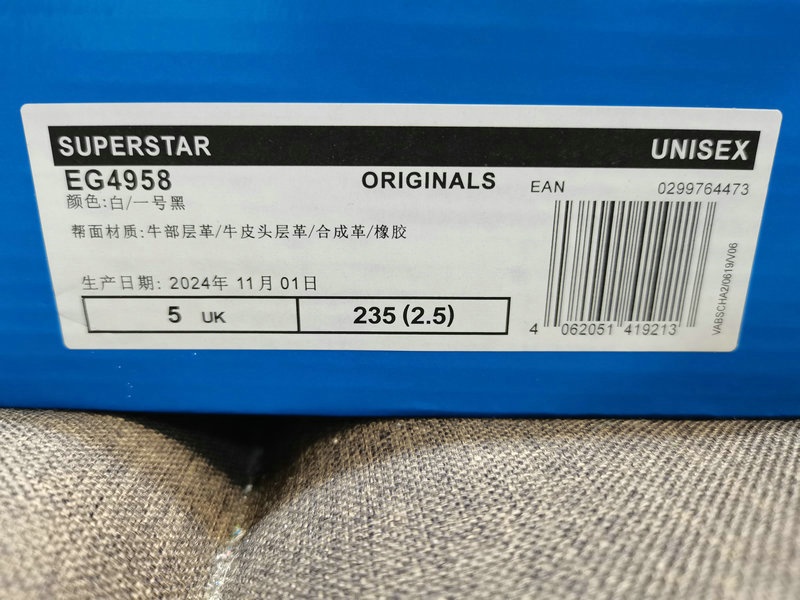 SUPERSTAR UNISEX
EG4958 ORIGINALS EAN 0299764473
颜色:白/一号黑
帮面材质:牛部层革/牛皮头层革/合成革/橡胶
生产日期: 2024年 11月 01日
5 UK 235 (2.5)
4 062051 419213
VABSCHA2/0619/V06